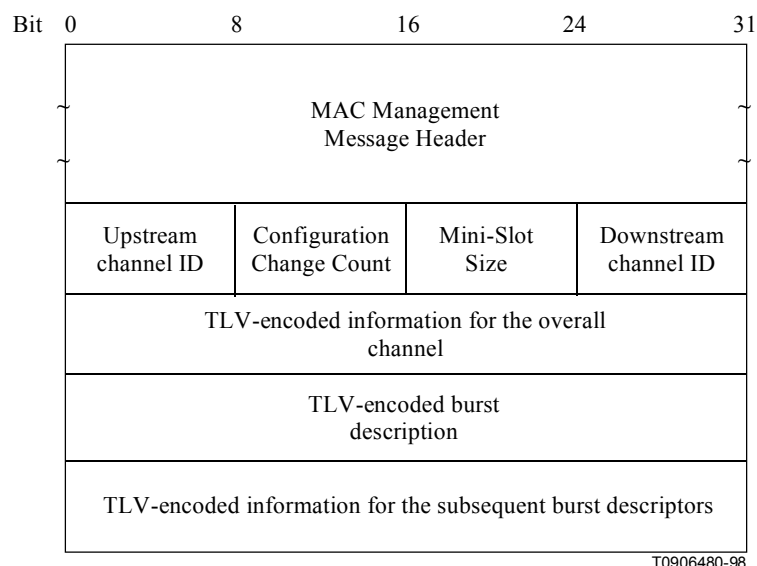 Bit 0 8 16 24 31
~ ~
MAC Management
Message Header
~ ~
Upstream channel ID
Configuration Change Count
Mini-Slot Size
Downstream channel ID
TLV-encoded information for the overall
channel
TLV-encoded burst
description
TLV-encoded information for the subsequent burst descriptors
T0906480-98